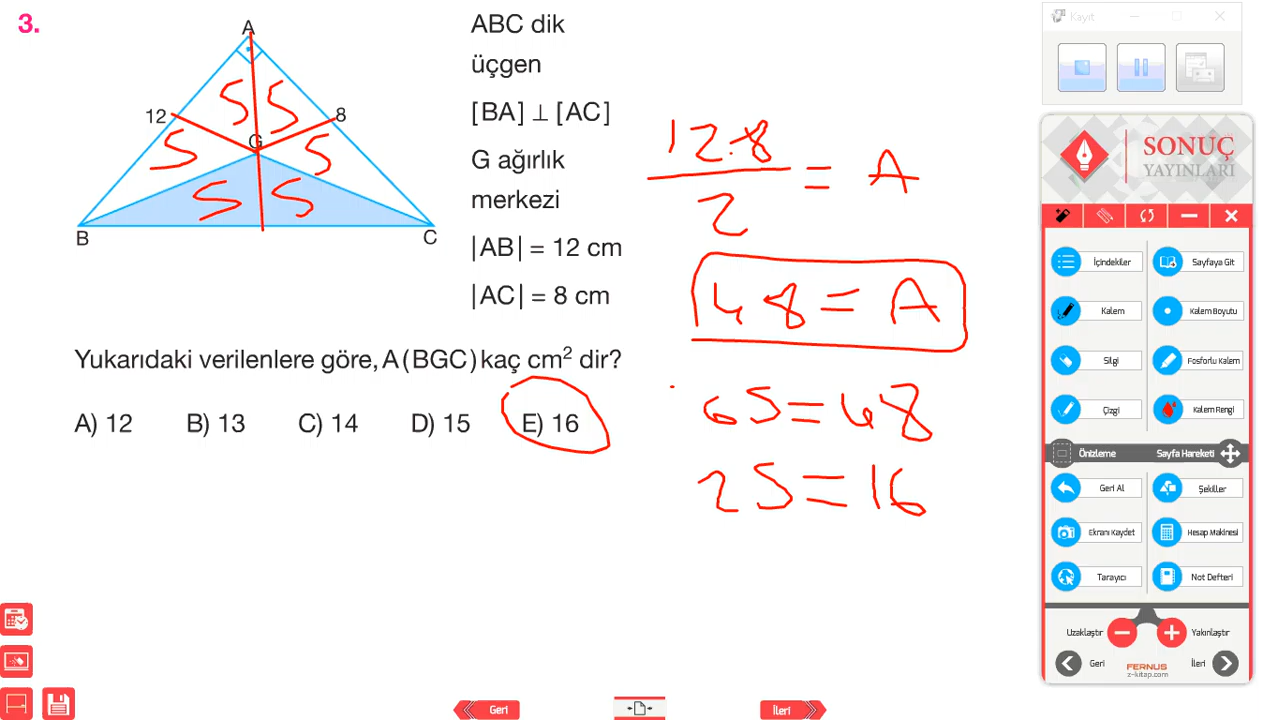 3.
A
12
8
G
B
C
S S
S S
S S
ABC dik
üçgen
[BA] ⊥ [AC]
G ağırlık
merkezi
|AB| = 12 cm
|AC| = 8 cm
Yukarıdaki verilenlere göre, A(BGC) kaç cm² dir?
A) 12 B) 13 C) 14 D) 15 E) 16
12.8
2
= A
48 = A
6S = 48
2S = 16
Kayıt
SONUÇ
YAYINLARI
İçindekiler
Sayfaya Git
Kalem
Kalem Boyutu
Silgi
Fosforlu Kalem
Çizgi
Kalem Rengi
Önizleme
Sayfa Hareketi
Geri Al
Şekiller
Ekranı Kaydet
Hesap Makinesi
Tarayıcı
Not Defteri
Uzaklaştır
Yakınlaştır
Geri
FERNUS
z-kitap.com
İleri
Geri
İleri